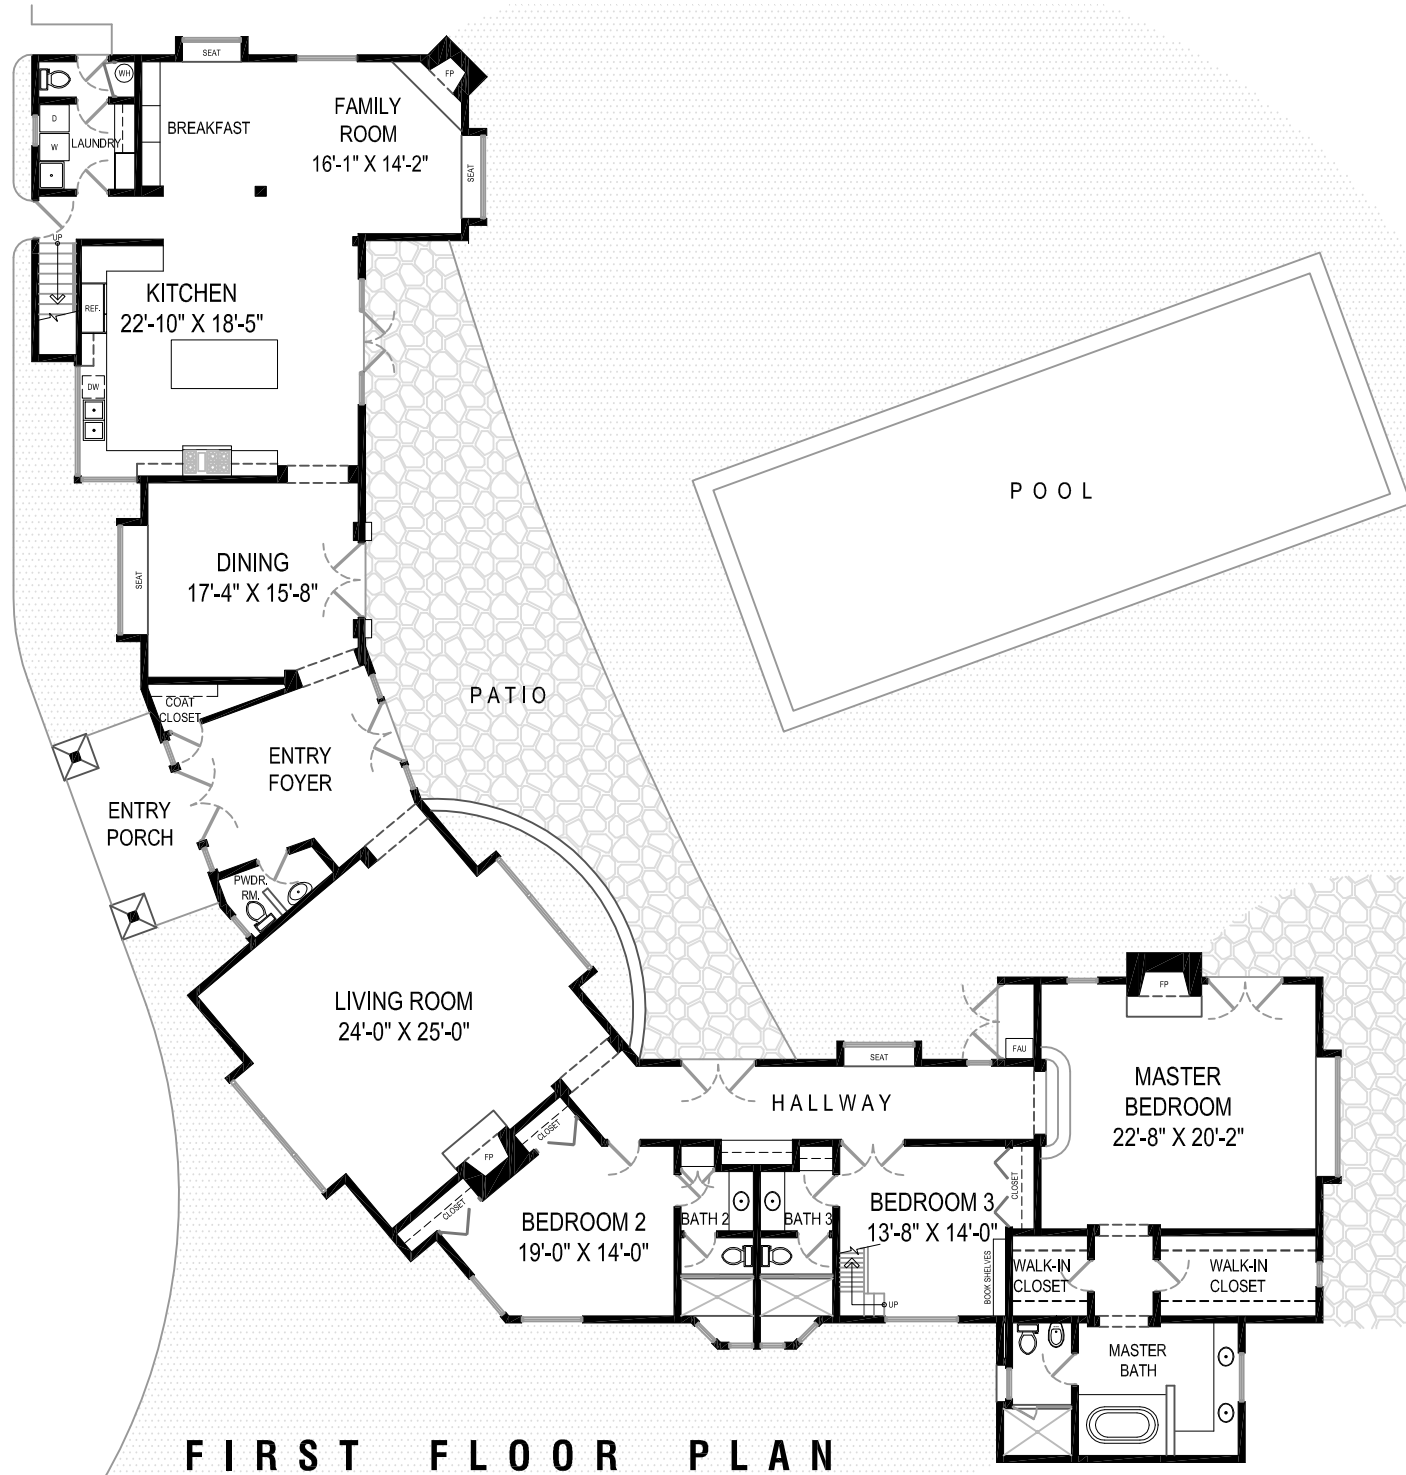 SEAT
WH
FP
FAMILY
ROOM
16'-1" X 14'-2"
BREAKFAST
D
LAUNDRY
W
SEAT
UP
KITCHEN
22'-10" X 18'-5"
REF.
DW
POOL
DINING
17'-4" X 15'-8"
SEAT
PATIO
COAT
CLOSET
ENTRY
FOYER
ENTRY
PORCH
PWDR.
RM.
LIVING ROOM
24'-0" X 25'-0"
FP
FAU
SEAT
MASTER
BEDROOM
22'-8" X 20'-2"
HALLWAY
CLOSET
FP
CLOSET
CLOSET
BEDROOM 2
19'-0" X 14'-0"
BATH 2
BATH 3
BEDROOM 3
13'-8" X 14'-0"
BOOK SHELVES
UP
WALK-IN
CLOSET
WALK-IN
CLOSET
MASTER
BATH
FIRST FLOOR PLAN